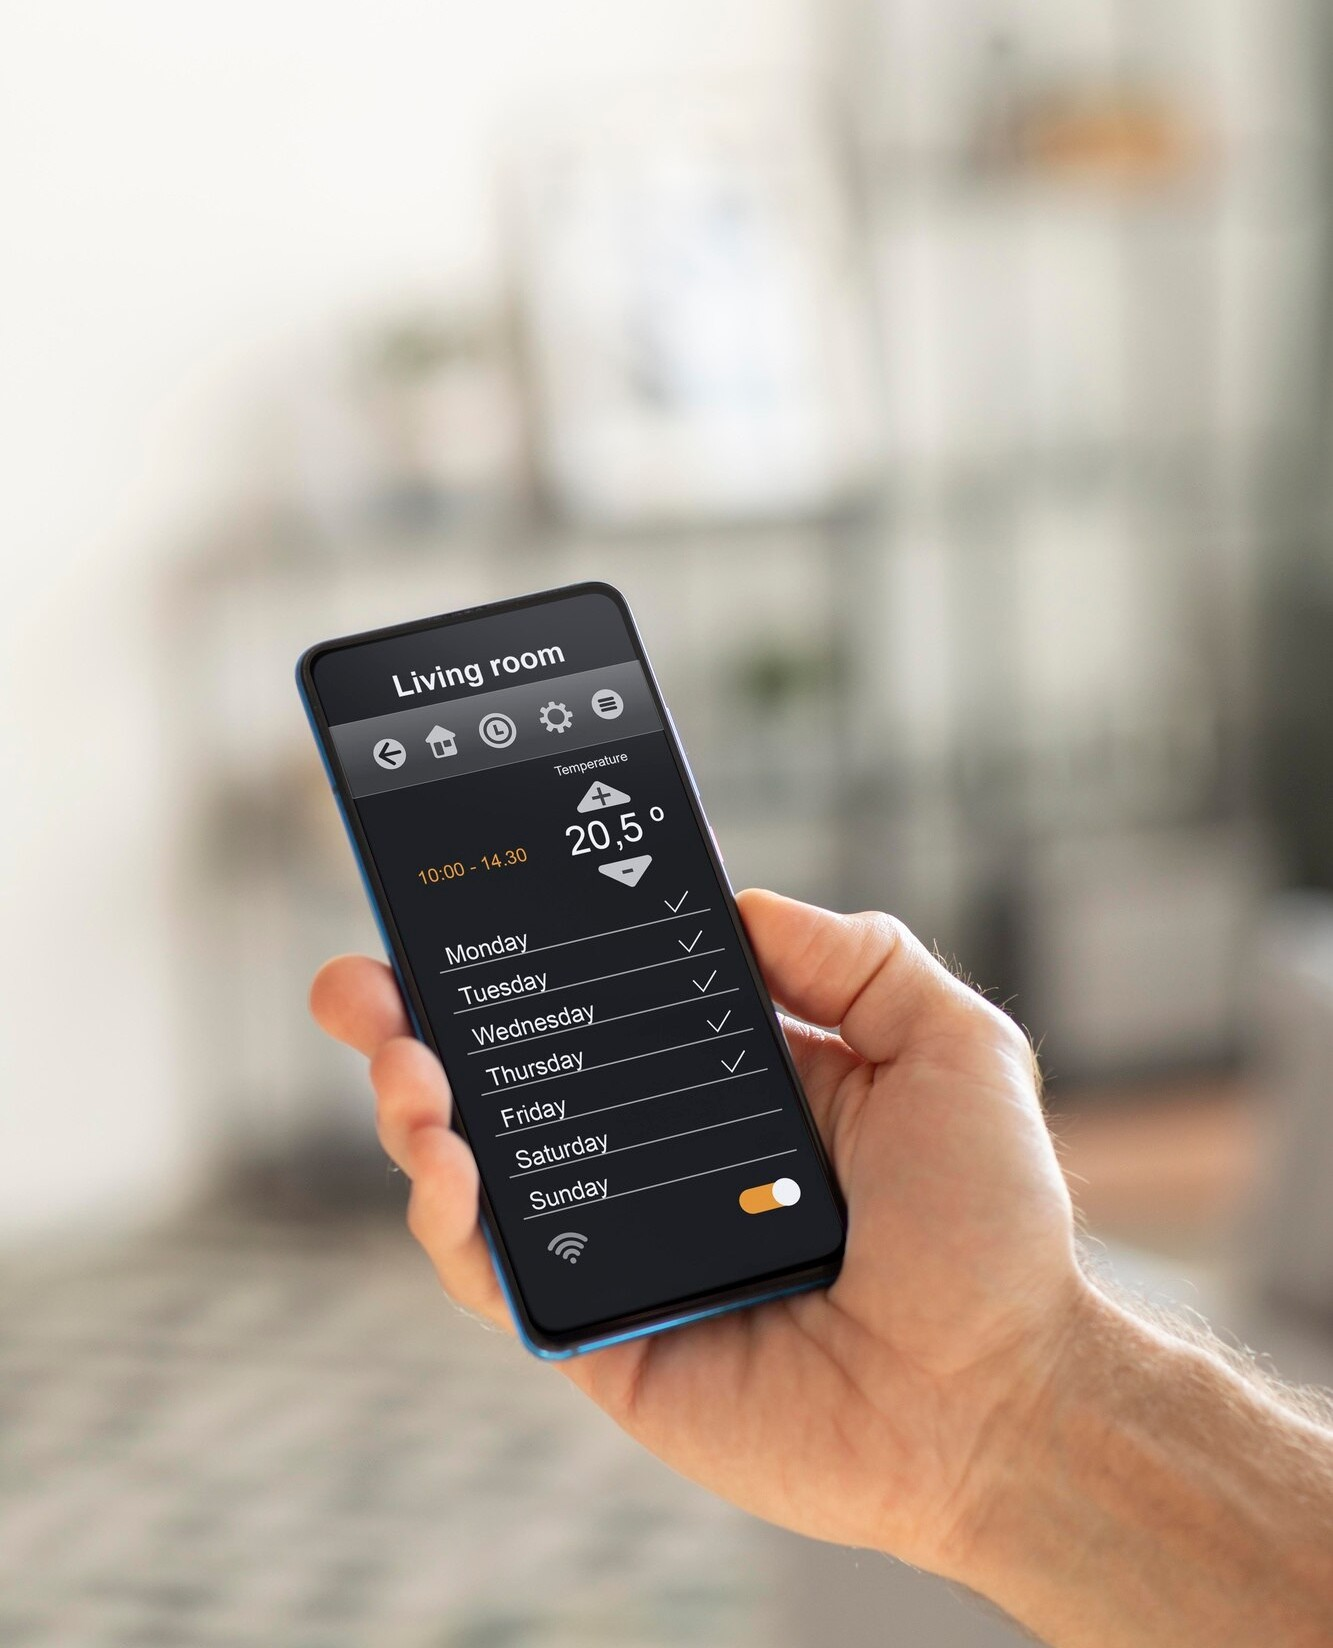 Living room
Temperature
+
20,5 º
10:00 - 14.30
-
Monday
Tuesday
Wednesday
Thursday
Friday
Saturday
Sunday